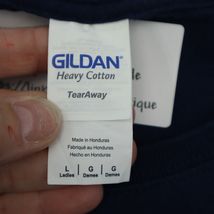 GILDAN
Heavy Cotton
TearAway
Made in Honduras
Fabriqué au Honduras
Hecho en Honduras
L G G
Ladies Dames Damas